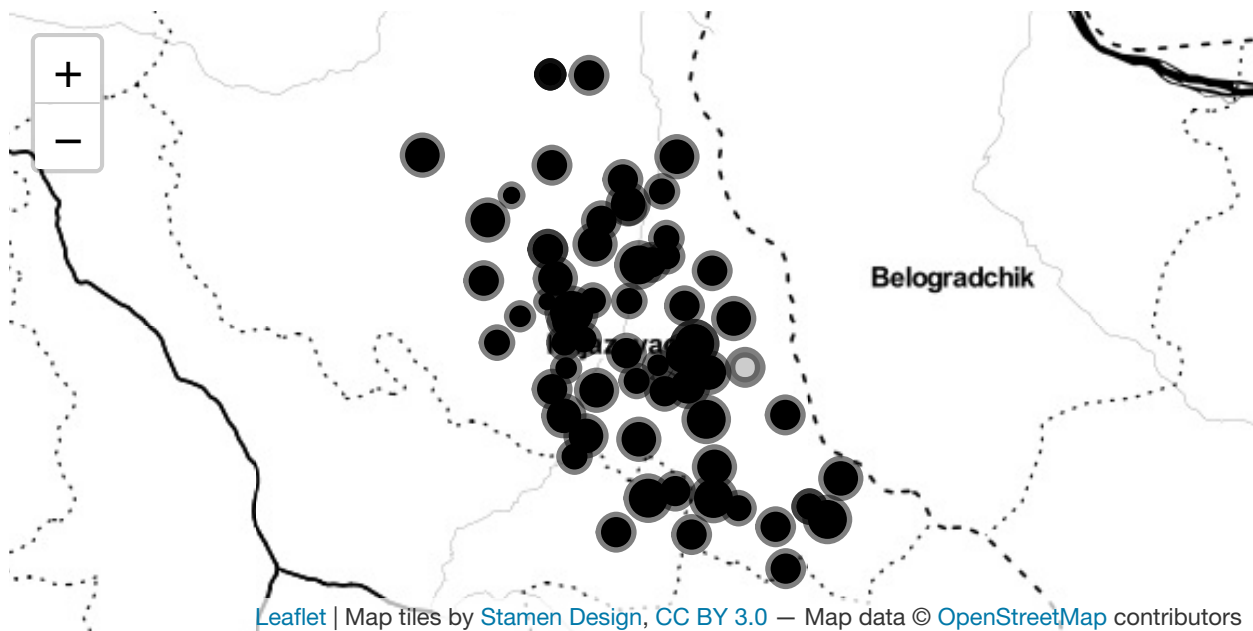 +
−
Belogradchik
Leaflet | Map tiles by Stamen Design, CC BY 3.0 — Map data © OpenStreetMap contributors